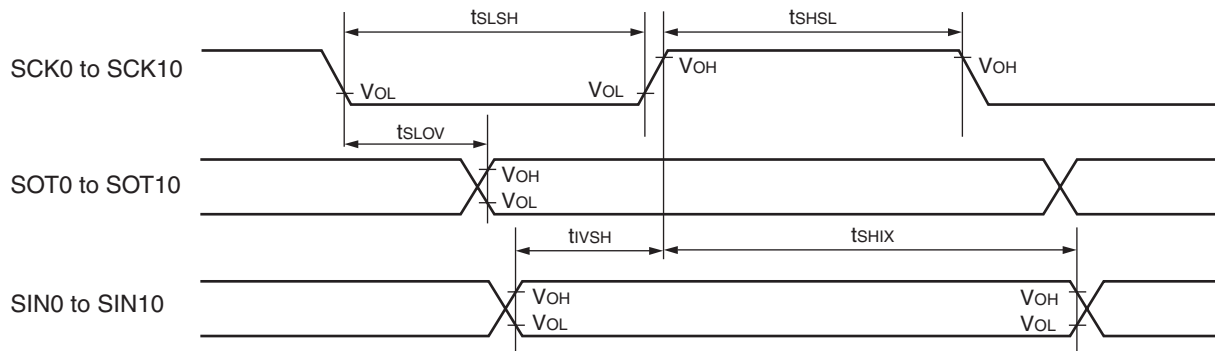 tSLSH
tSHSL
SCK0 to SCK10
VOH
VOH
VOL
VOL
tSLOV
SOT0 to SOT10
VOH
VOL
tIVSH
tSHIX
SIN0 to SIN10
VOH
VOH
VOL
VOL